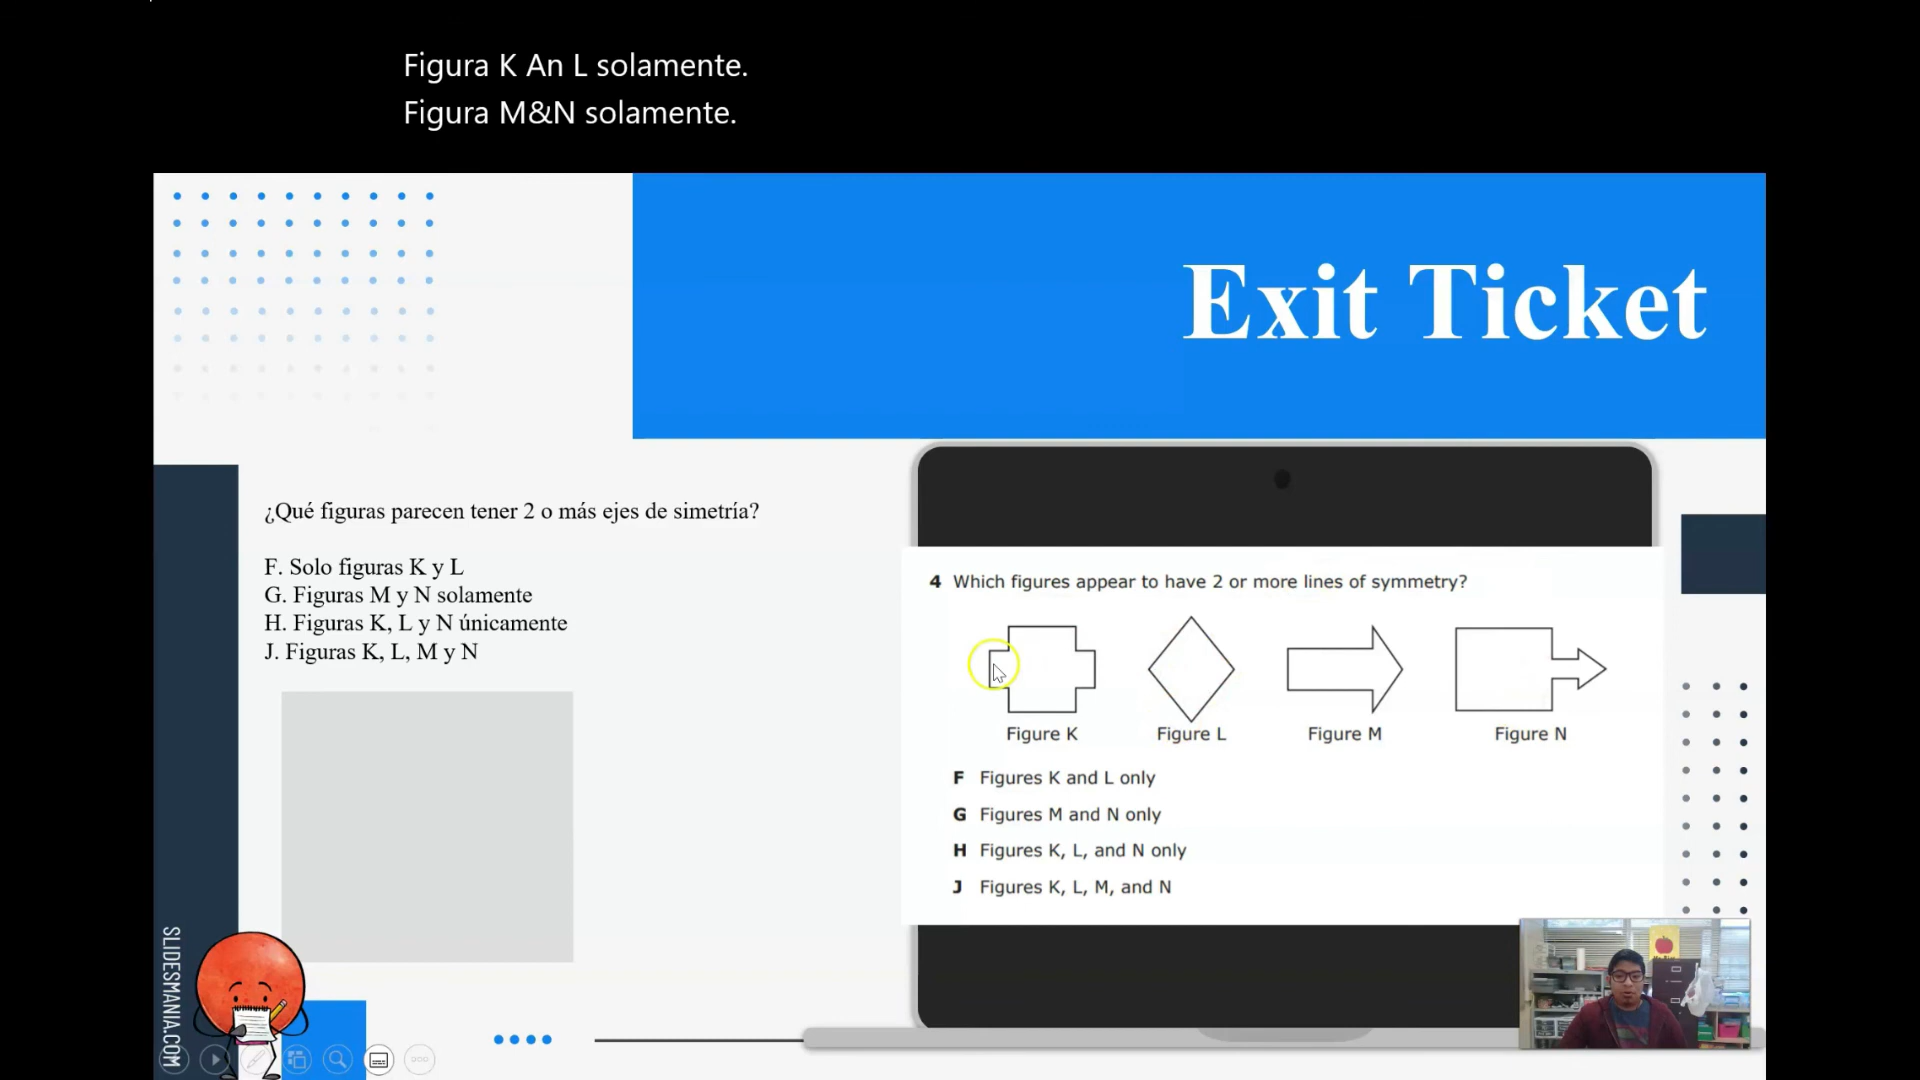 Figura K An L solamente.
Figura M&N solamente.
Exit Ticket
¿Qué figuras parecen tener 2 o más ejes de simetría?
F. Solo figuras K y L
G. Figuras M y N solamente
H. Figuras K, L y N únicamente
J. Figuras K, L, M y N
4 Which figures appear to have 2 or more lines of symmetry?
Figure K Figure L Figure M Figure N
F Figures K and L only
G Figures M and N only
H Figures K, L, and N only
J Figures K, L, M, and N
SLIDESMANIA.COM